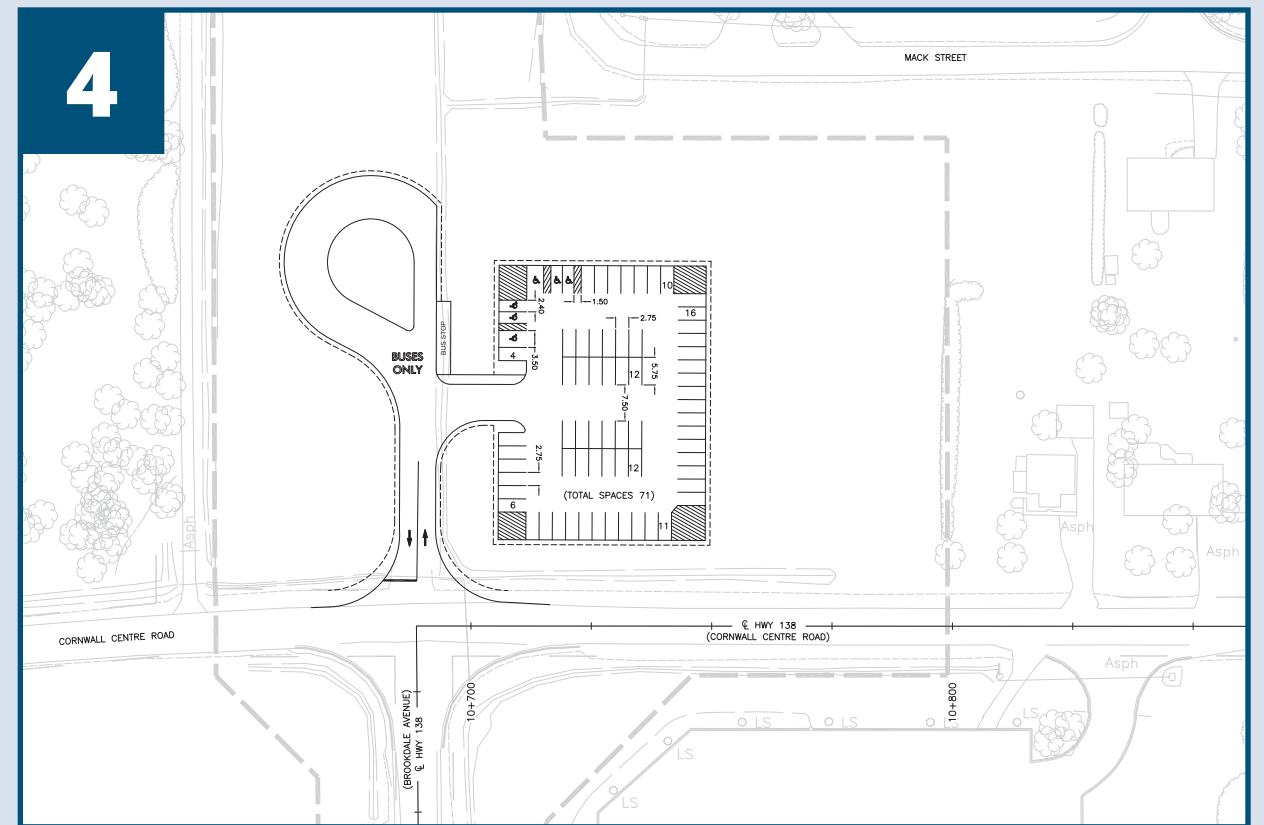 4
MACK STREET
10
1.50
2.40
16
2.75
BUS STOP
BUSES
ONLY
4
3.50
12
5.75
7.50
2.75
12
(TOTAL SPACES 71)
6
11
Asph
Asph
Asph
CORNWALL CENTRE ROAD
℄ HWY 138
(CORNWALL CENTRE ROAD)
Asph
(BROOKDALE AVENUE)
℄ HWY 138
10+700
10+800
LS
LS
LS
LS
LS
LS